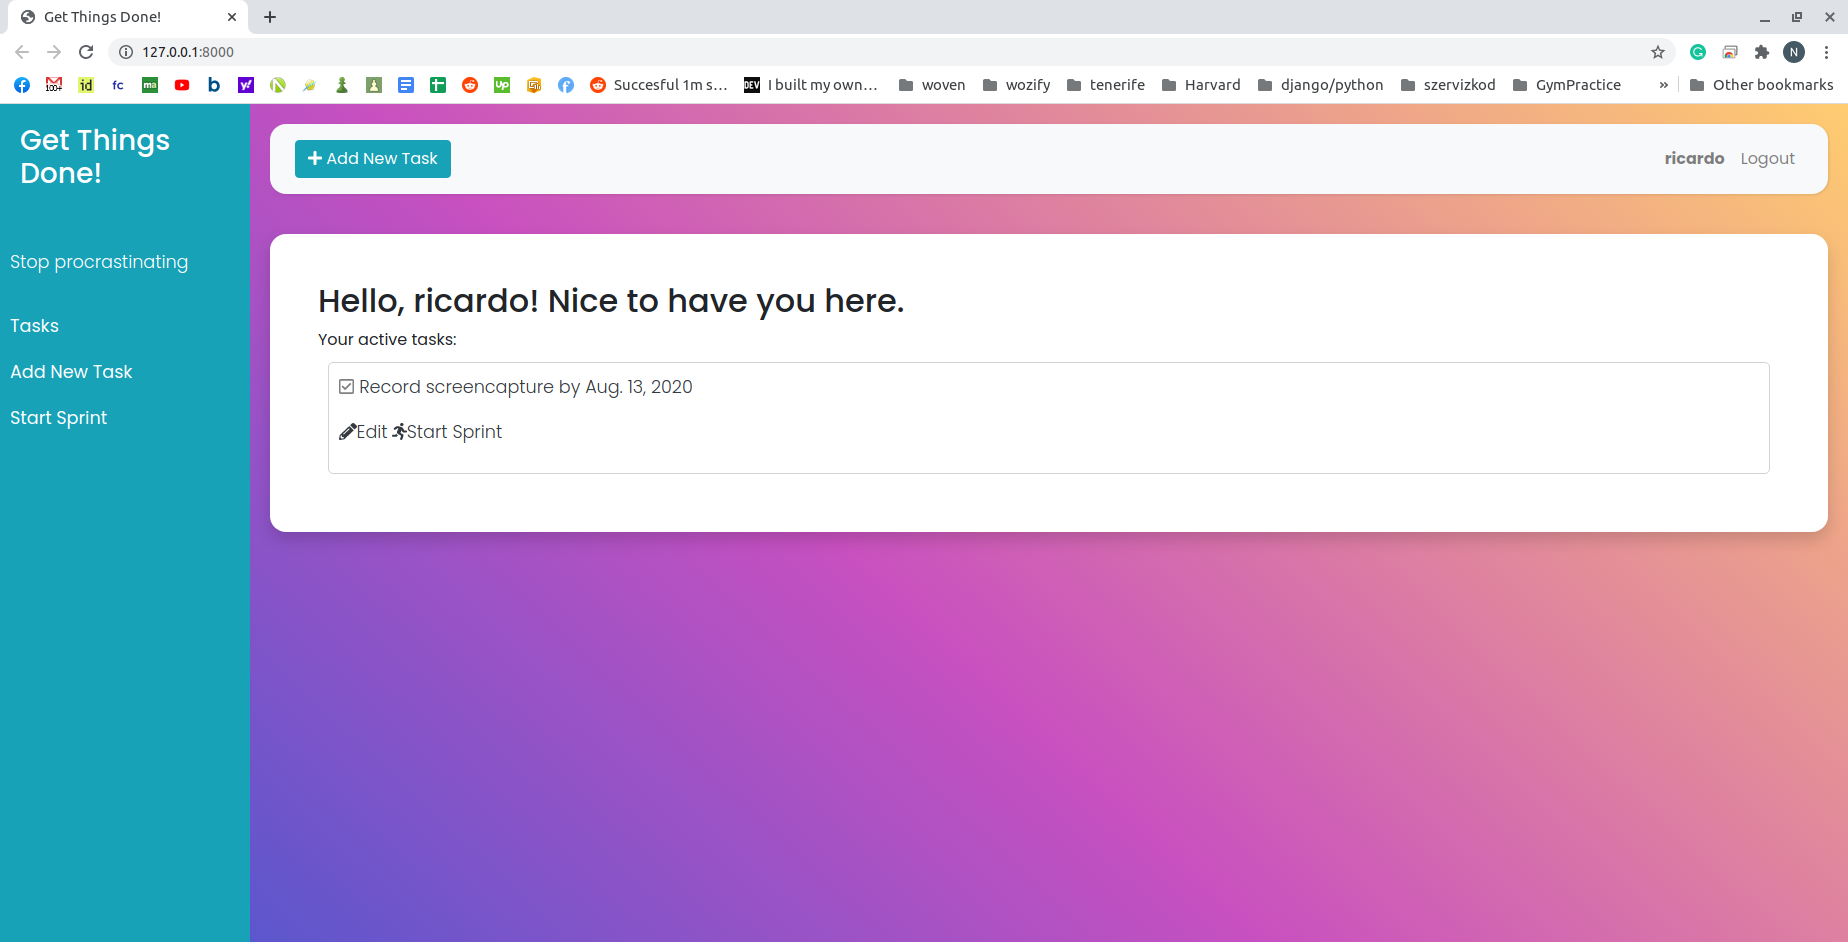 Get Things Done!
127.0.0.1:8000
100+
id
fc
ma
b
y!
Up
f
Succesful 1m s…
DEV
I built my own…
woven
wozify
tenerife
Harvard
django/python
szervizkod
GymPractice
»
Other bookmarks
N
Get Things
Done!
Stop procrastinating
Tasks
Add New Task
Start Sprint
Add New Task
ricardo
Logout
Hello, ricardo! Nice to have you here.
Your active tasks:
Record screencapture by Aug. 13, 2020
Edit Start Sprint